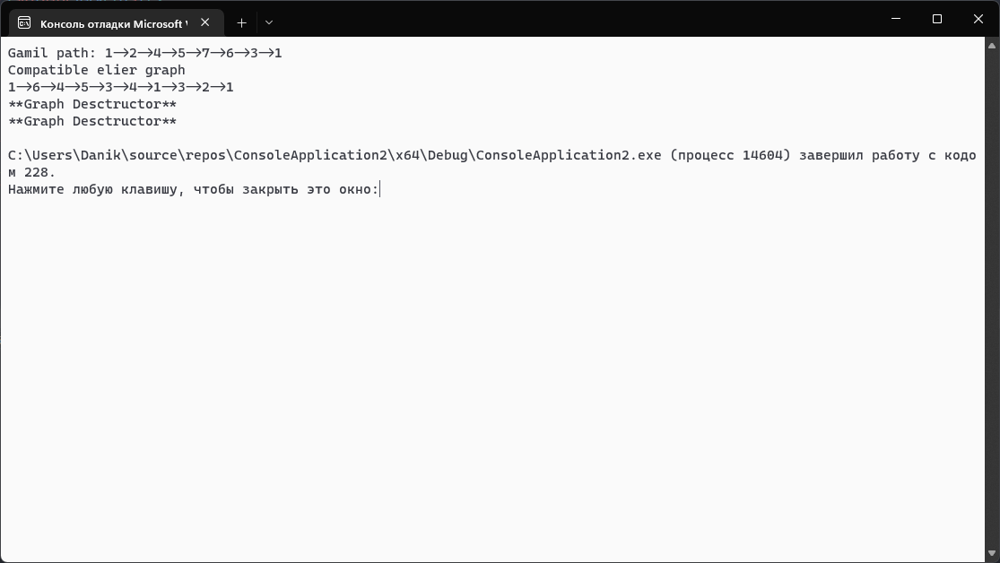 Консоль отладки Microsoft
Gamil path: 1->2->4->5->7->6->3->1
Compatible elier graph
1->6->4->5->3->4->1->3->2->1
**Graph Desctructor**
**Graph Desctructor**
C:\Users\Danik\source\repos\ConsoleApplication2\x64\Debug\ConsoleApplication2.exe (процесс 14604) завершил работу с кодо
м 228.
Нажмите любую клавишу, чтобы закрыть это окно: